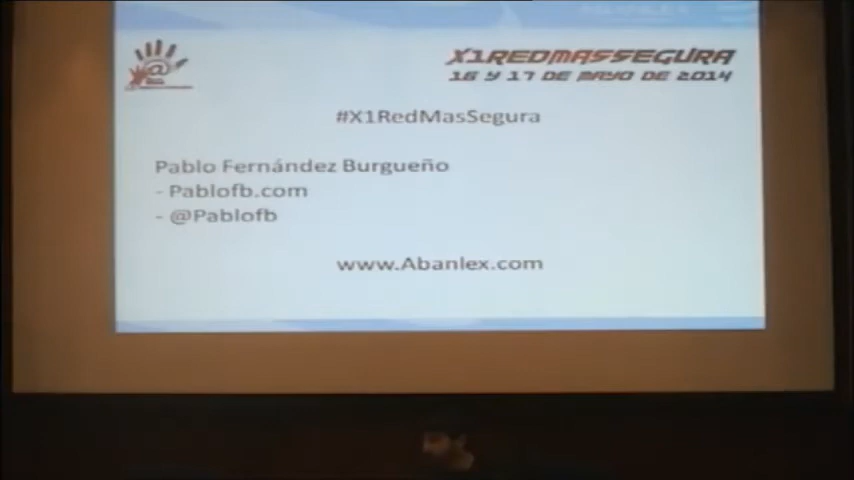 X1REDMASSEGURA
16 Y 17 DE MAYO DE 2014
#X1RedMasSegura
Pablo Fernández Burgueño
- Pablofb.com
- @Pablofb
www.Abanlex.com